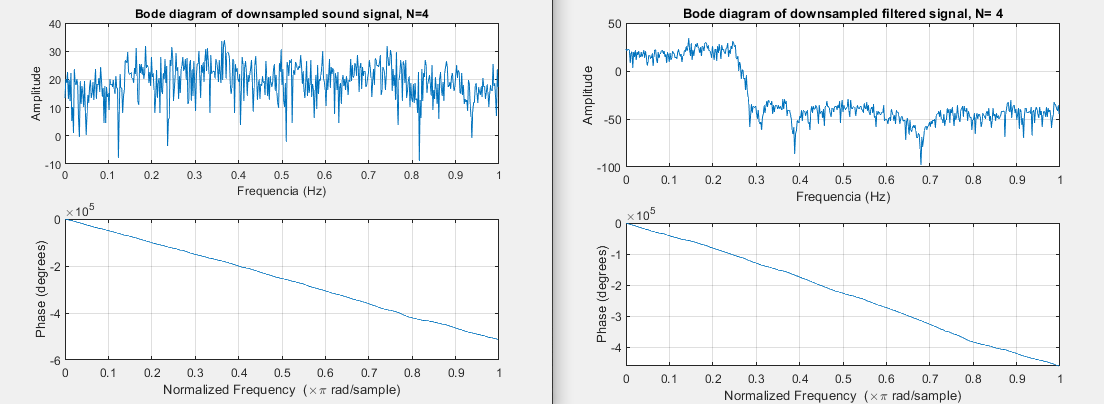 Bode diagram of downsampled sound signal, N=4
40
30
20
10
0
-10
Amplitude
0 0.1 0.2 0.3 0.4 0.5 0.6 0.7 0.8 0.9 1
Frequencia (Hz)
×10^5
0
-2
-4
-6
Phase (degrees)
0 0.1 0.2 0.3 0.4 0.5 0.6 0.7 0.8 0.9 1
Normalized Frequency (×π rad/sample)
Bode diagram of downsampled filtered signal, N= 4
50
0
-50
-100
Amplitude
0 0.1 0.2 0.3 0.4 0.5 0.6 0.7 0.8 0.9 1
Frequencia (Hz)
×10^5
0
-1
-2
-3
-4
Phase (degrees)
0 0.1 0.2 0.3 0.4 0.5 0.6 0.7 0.8 0.9 1
Normalized Frequency (×π rad/sample)